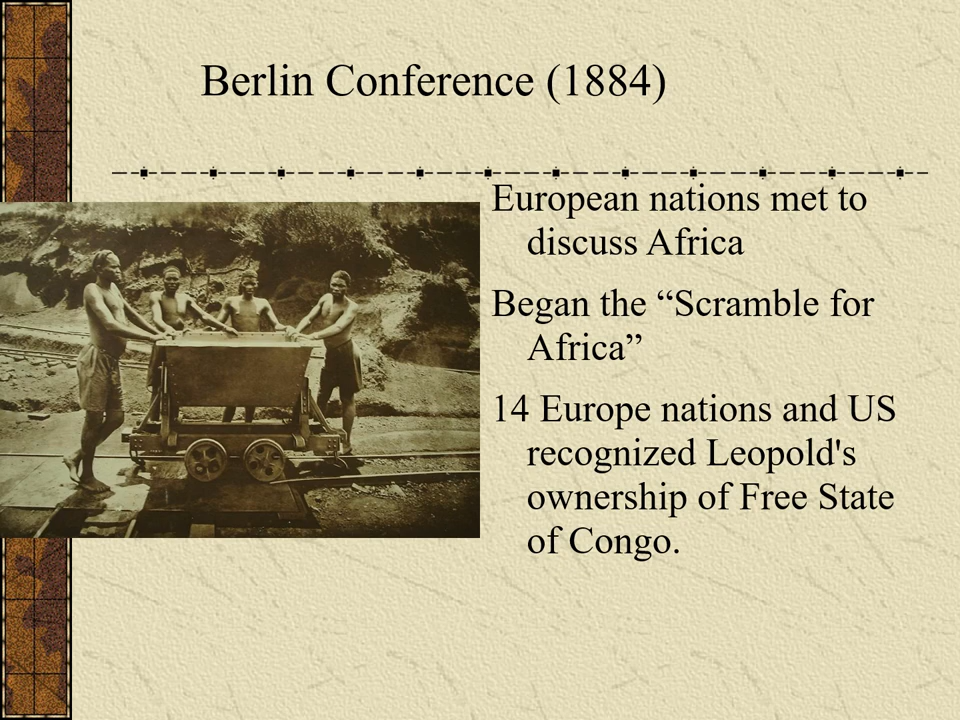 Berlin Conference (1884)
European nations met to
discuss Africa
Began the “Scramble for
Africa”
14 Europe nations and US
recognized Leopold's
ownership of Free State
of Congo.